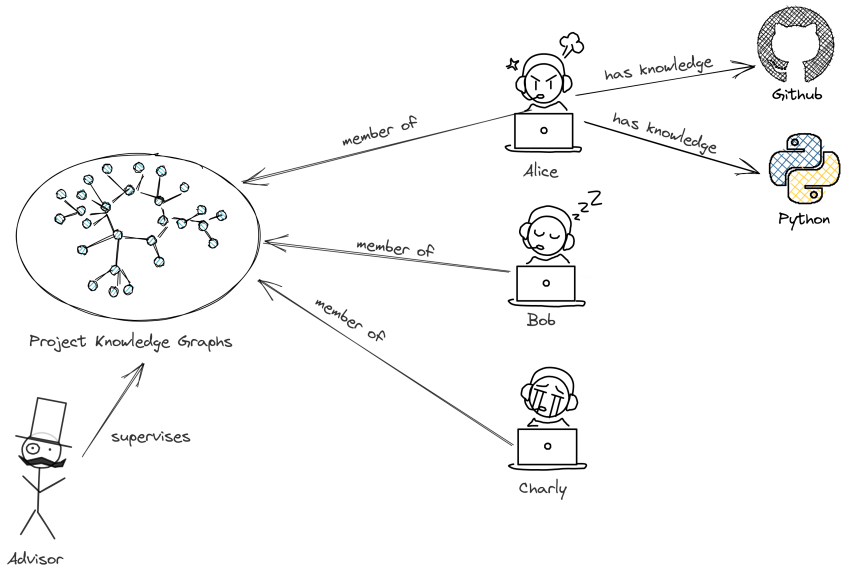 has knowledge
Github
member of
has knowledge
Alice
Python
z z Z
member of
Bob
Project Knowledge Graphs
member of
supervises
Charly
Advisor